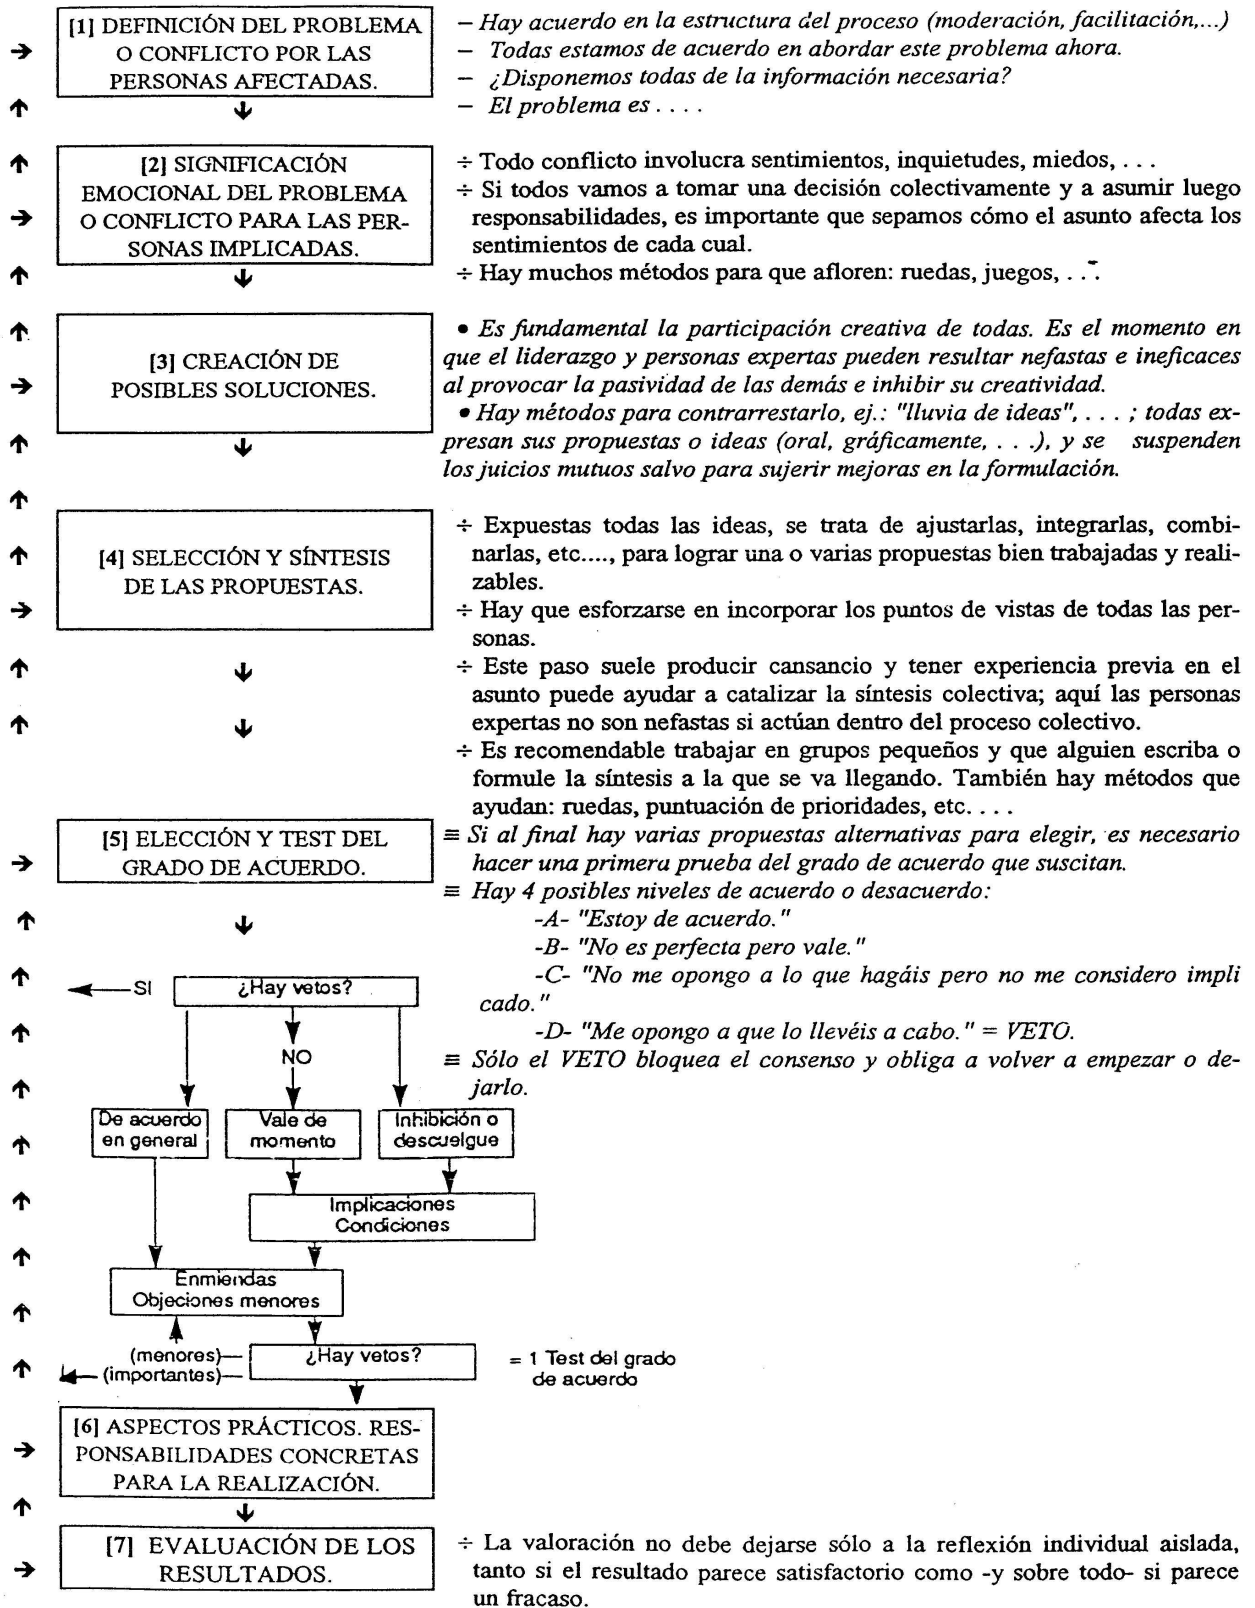 [1] DEFINICIÓN DEL PROBLEMA
O CONFLICTO POR LAS
PERSONAS AFECTADAS.
– Hay acuerdo en la estructura del proceso (moderación, facilitación,...)
– Todas estamos de acuerdo en abordar este problema ahora.
– ¿Disponemos todas de la información necesaria?
– El problema es . . . .
[2] SIGNIFICACIÓN
EMOCIONAL DEL PROBLEMA
O CONFLICTO PARA LAS PER-
SONAS IMPLICADAS.
÷ Todo conflicto involucra sentimientos, inquietudes, miedos, . . .
÷ Si todos vamos a tomar una decisión colectivamente y a asumir luego
responsabilidades, es importante que sepamos cómo el asunto afecta los
sentimientos de cada cual.
÷ Hay muchos métodos para que afloren: ruedas, juegos, . . .
[3] CREACIÓN DE
POSIBLES SOLUCIONES.
• Es fundamental la participación creativa de todas. Es el momento en
que el liderazgo y personas expertas pueden resultar nefastas e ineficaces
al provocar la pasividad de las demás e inhibir su creatividad.
• Hay métodos para contrarrestarlo, ej.: "lluvia de ideas", . . . ; todas ex-
presan sus propuestas o ideas (oral, gráficamente, . . .), y se suspenden
los juicios mutuos salvo para sujerir mejoras en la formulación.
[4] SELECCIÓN Y SÍNTESIS
DE LAS PROPUESTAS.
÷ Expuestas todas las ideas, se trata de ajustarlas, integrarlas, combi-
narlas, etc...., para lograr una o varias propuestas bien trabajadas y reali-
zables.
÷ Hay que esforzarse en incorporar los puntos de vistas de todas las per-
sonas.
÷ Este paso suele producir cansancio y tener experiencia previa en el
asunto puede ayudar a catalizar la síntesis colectiva; aquí las personas
expertas no son nefastas si actúan dentro del proceso colectivo.
÷ Es recomendable trabajar en grupos pequeños y que alguien escriba o
formule la síntesis a la que se va llegando. También hay métodos que
ayudan: ruedas, puntuación de prioridades, etc. . . .
[5] ELECCIÓN Y TEST DEL
GRADO DE ACUERDO.
≡ Si al final hay varias propuestas alternativas para elegir, es necesario
hacer una primera prueba del grado de acuerdo que suscitan.
≡ Hay 4 posibles niveles de acuerdo o desacuerdo:
-A- "Estoy de acuerdo."
-B- "No es perfecta pero vale."
-C- "No me opongo a lo que hagáis pero no me considero impli
cado."
-D- "Me opongo a que lo llevéis a cabo." = VETO.
≡ Sólo el VETO bloquea el consenso y obliga a volver a empezar o de-
jarlo.
SI
¿Hay vetos?
NO
De acuerdo
en general
Vale de
momento
Inhibición o
descuelgue
Implicaciones
Condiciones
Enmiendas
Objeciones menores
(menores)
(importantes)
¿Hay vetos?
= 1 Test del grado
de acuerdo
[6] ASPECTOS PRÁCTICOS. RES-
PONSABILIDADES CONCRETAS
PARA LA REALIZACIÓN.
[7] EVALUACIÓN DE LOS
RESULTADOS.
÷ La valoración no debe dejarse sólo a la reflexión individual aislada,
tanto si el resultado parece satisfactorio como -y sobre todo- si parece
un fracaso.